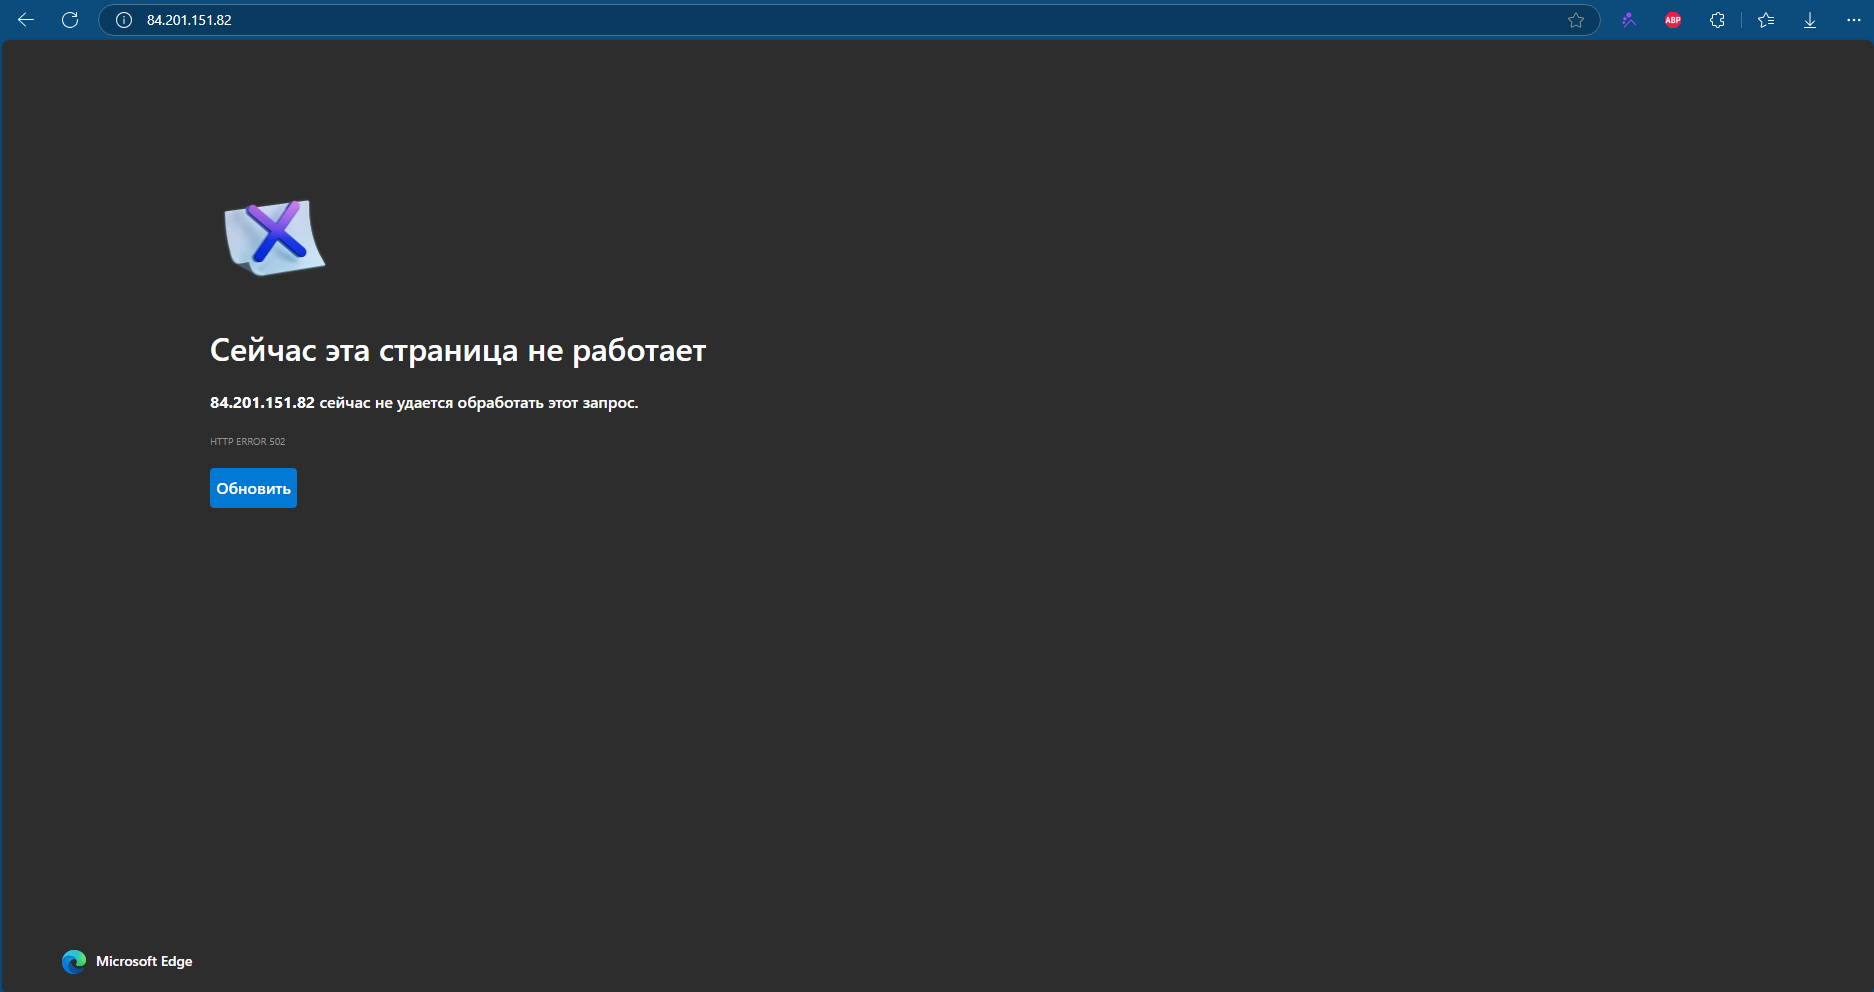 84.201.151.82
ABP
Сейчас эта страница не работает
84.201.151.82 сейчас не удается обработать этот запрос.
HTTP ERROR 502
Обновить
Microsoft Edge